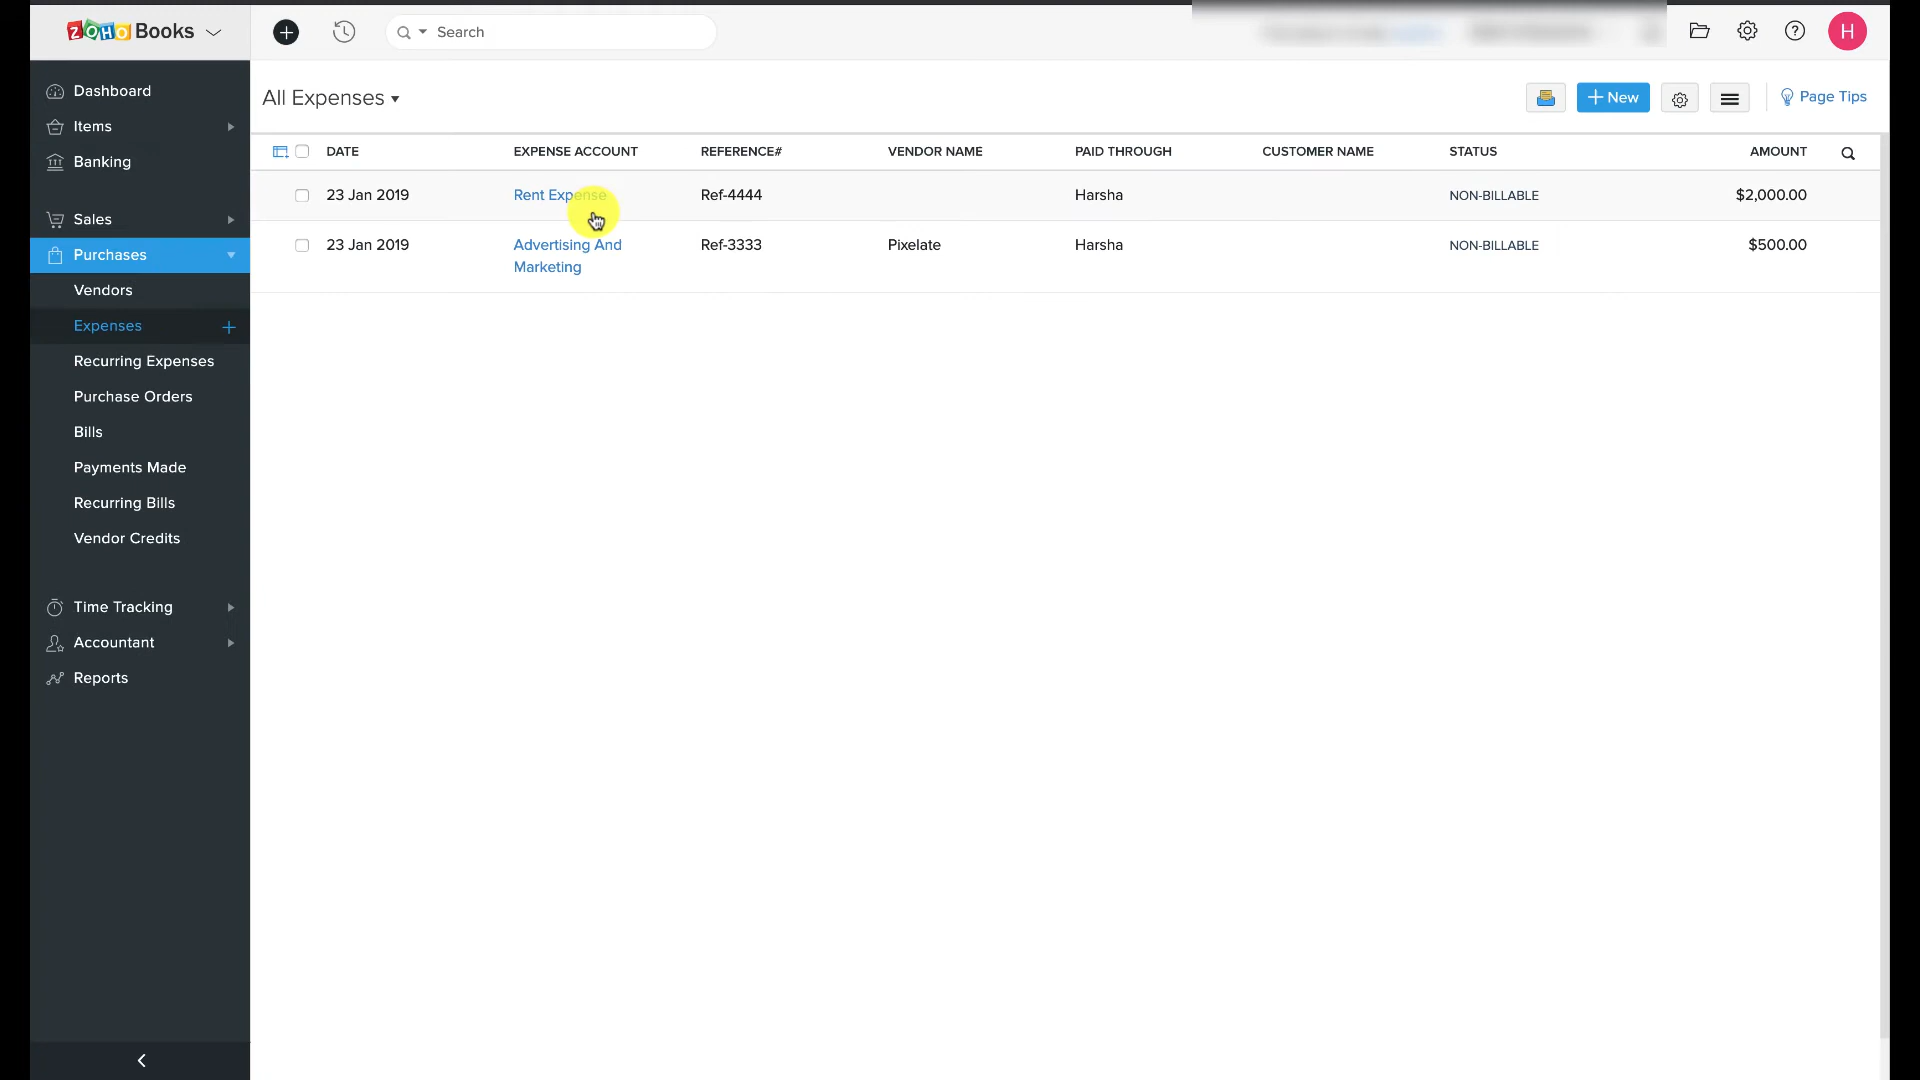 ZOHO Books
Search
H
Dashboard
Items
Banking
Sales
Purchases
Vendors
Expenses
Recurring Expenses
Purchase Orders
Bills
Payments Made
Recurring Bills
Vendor Credits
Time Tracking
Accountant
Reports
All Expenses
New
Page Tips
DATE EXPENSE ACCOUNT REFERENCE# VENDOR NAME PAID THROUGH CUSTOMER NAME STATUS AMOUNT
23 Jan 2019 Rent Expense Ref-4444 Harsha NON-BILLABLE $2,000.00
23 Jan 2019 Advertising And Ref-3333 Pixelate Harsha NON-BILLABLE $500.00
Marketing